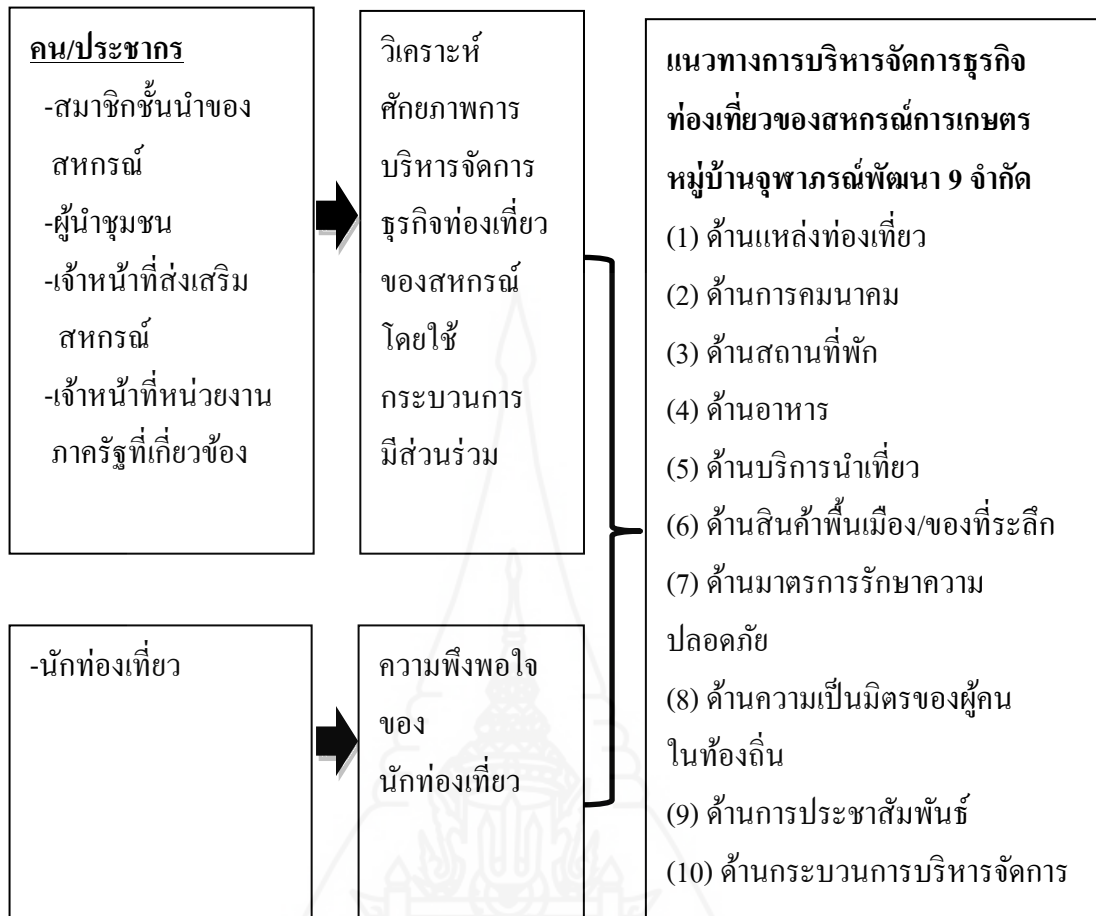 คน/ประชากร
-สมาชิกชั้นนำของ
สหกรณ์
-ผู้นำชุมชน
-เจ้าหน้าที่ส่งเสริม
สหกรณ์
-เจ้าหน้าที่หน่วยงาน
ภาครัฐที่เกี่ยวข้อง
วิเคราะห์
ศักยภาพการ
บริหารจัดการ
ธุรกิจท่องเที่ยว
ของสหกรณ์
โดยใช้
กระบวนการ
มีส่วนร่วม
-นักท่องเที่ยว
ความพึงพอใจ
ของ
นักท่องเที่ยว
แนวทางการบริหารจัดการธุรกิจ
ท่องเที่ยวของสหกรณ์การเกษตร
หมู่บ้านจุฬาภรณ์พัฒนา 9 จำกัด
(1) ด้านแหล่งท่องเที่ยว
(2) ด้านการคมนาคม
(3) ด้านสถานที่พัก
(4) ด้านอาหาร
(5) ด้านบริการนำเที่ยว
(6) ด้านสินค้าพื้นเมือง/ของที่ระลึก
(7) ด้านมาตรการรักษาความ
ปลอดภัย
(8) ด้านความเป็นมิตรของผู้คน
ในท้องถิ่น
(9) ด้านการประชาสัมพันธ์
(10) ด้านกระบวนการบริหารจัดการ